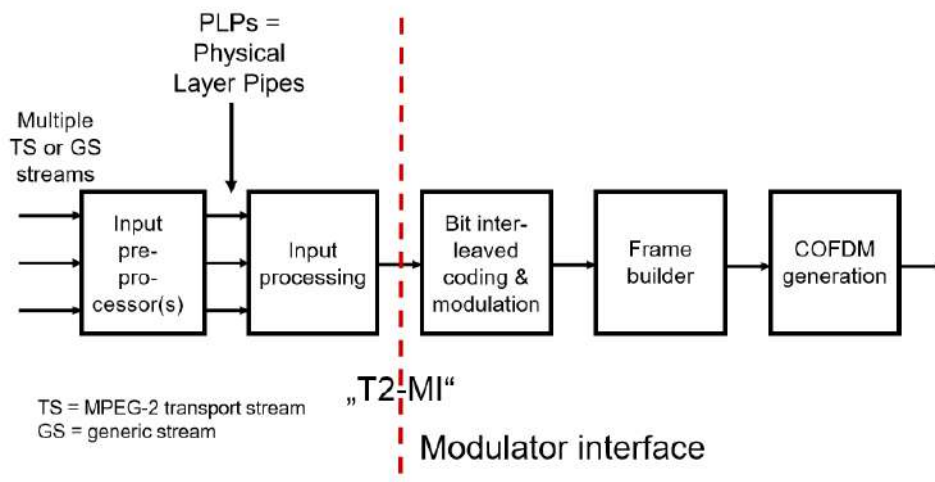 PLPs =
Physical
Layer Pipes
Multiple
TS or GS
streams
Input
pre-
pro-
cessor(s)
Input
processing
Bit inter-
leaved
coding &
modulation
Frame
builder
COFDM
generation
„T2-MI“
TS = MPEG-2 transport stream
GS = generic stream
Modulator interface